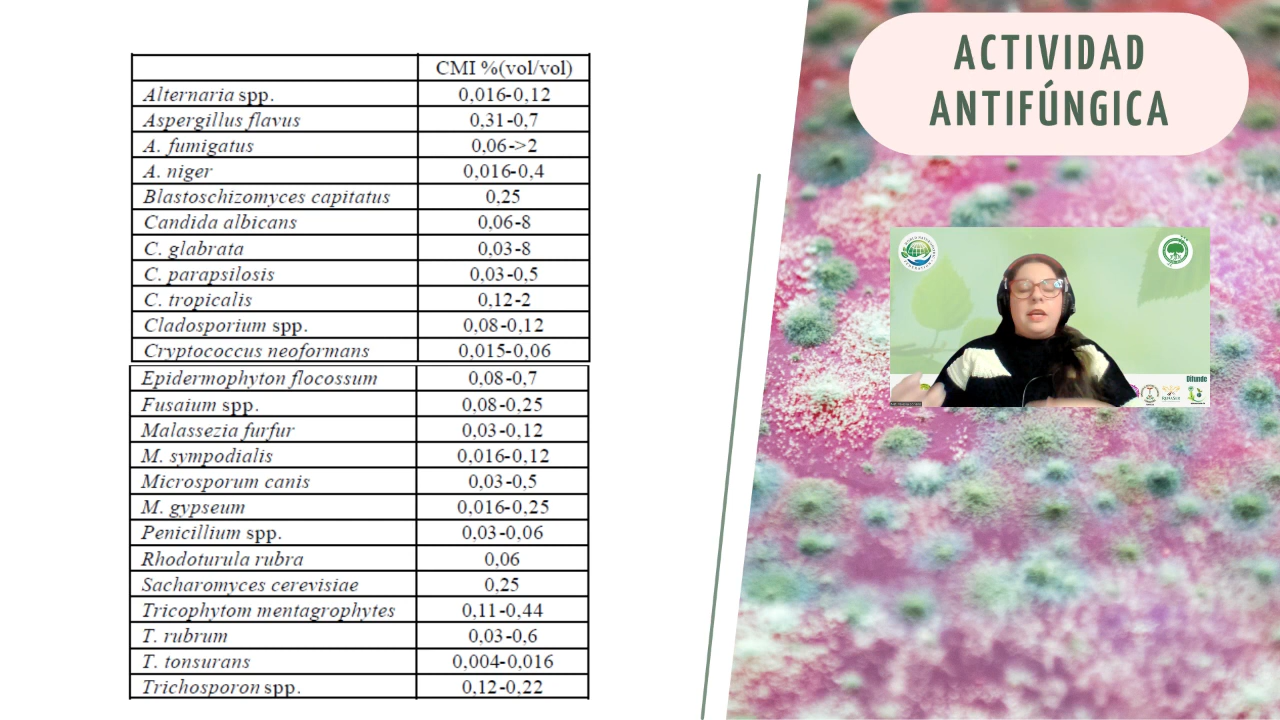 CMI %(vol/vol)
Alternaria spp. 0,016-0,12
Aspergillus flavus 0,31-0,7
A. fumigatus 0,06->2
A. niger 0,016-0,4
Blastoschizomyces capitatus 0,25
Candida albicans 0,06-8
C. glabrata 0,03-8
C. parapsilosis 0,03-0,5
C. tropicalis 0,12-2
Cladosporium spp. 0,08-0,12
Cryptococcus neoformans 0,015-0,06
Epidermophyton flocossum 0,08-0,7
Fusaium spp. 0,08-0,25
Malassezia furfur 0,03-0,12
M. sympodialis 0,016-0,12
Microsporum canis 0,03-0,5
M. gypseum 0,016-0,25
Penicillium spp. 0,03-0,06
Rhodoturula rubra 0,06
Sacharomyces cerevisiae 0,25
Tricophytom mentagrophytes 0,11-0,44
T. rubrum 0,03-0,6
T. tonsurans 0,004-0,016
Trichosporon spp. 0,12-0,22
ACTIVIDAD
ANTIFÚNGICA
Difunde